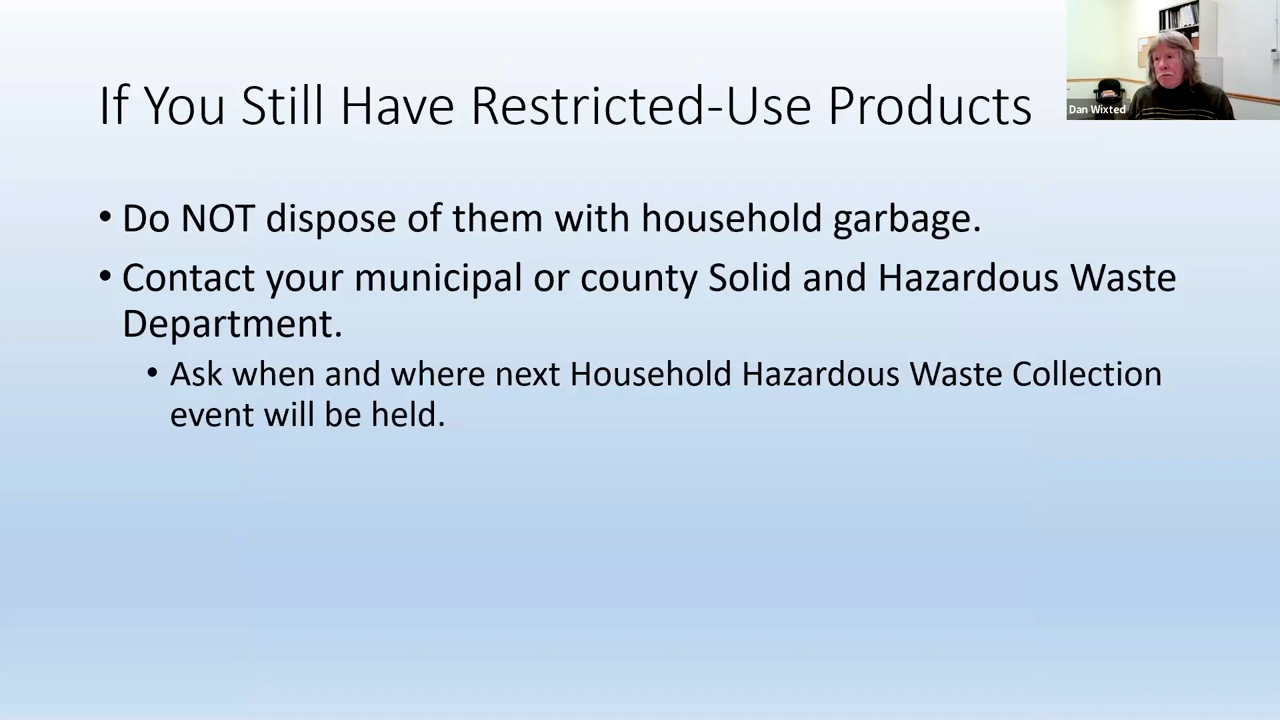 If You Still Have Restricted-Use Products
Dan Wixted
• Do NOT dispose of them with household garbage.
• Contact your municipal or county Solid and Hazardous Waste
Department.
• Ask when and where next Household Hazardous Waste Collection
event will be held.